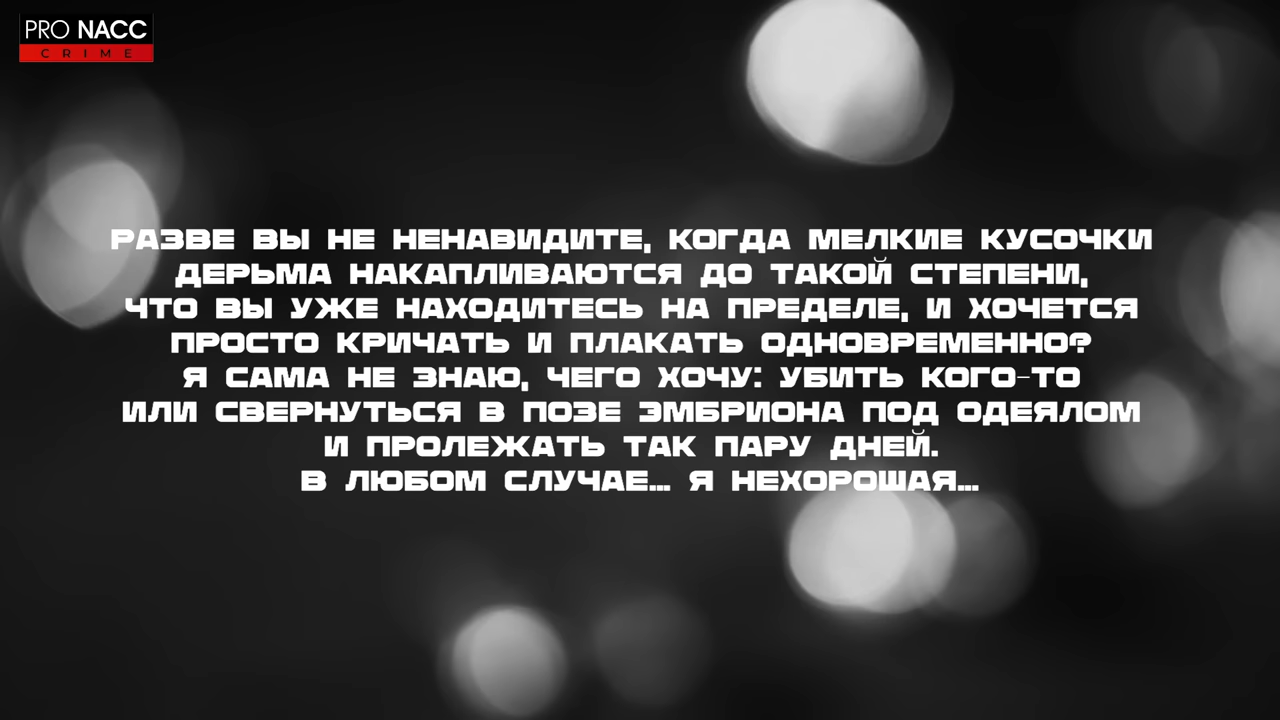 PRO NACC
CRIME
РАЗВЕ ВЫ НЕ НЕНАВИДИТЕ, КОГДА МЕЛКИЕ КУСОЧКИ
ДЕРЬМА НАКАПЛИВАЮТСЯ ДО ТАКОЙ СТЕПЕНИ,
ЧТО ВЫ УЖЕ НАХОДИТЕСЬ НА ПРЕДЕЛЕ, И ХОЧЕТСЯ
ПРОСТО КРИЧАТЬ И ПЛАКАТЬ ОДНОВРЕМЕННО?
Я САМА НЕ ЗНАЮ, ЧЕГО ХОЧУ: УБИТЬ КОГО-ТО
ИЛИ СВЕРНУТЬСЯ В ПОЗЕ ЭМБРИОНА ПОД ОДЕЯЛОМ
И ПРОЛЕЖАТЬ ТАК ПАРУ ДНЕЙ.
В ЛЮБОМ СЛУЧАЕ... Я НЕХОРОШАЯ...